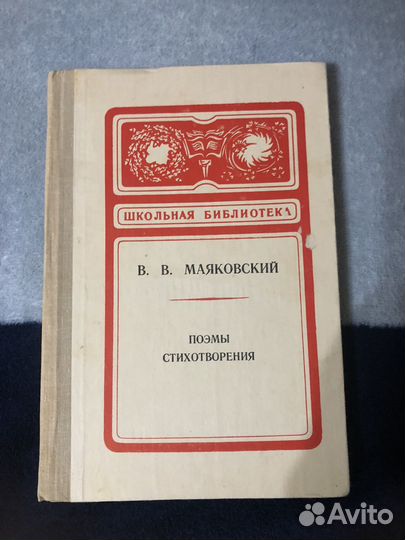 ШКОЛЬНАЯ БИБЛИОТЕКА
В. В. МАЯКОВСКИЙ
ПОЭМЫ
СТИХОТВОРЕНИЯ
Avito